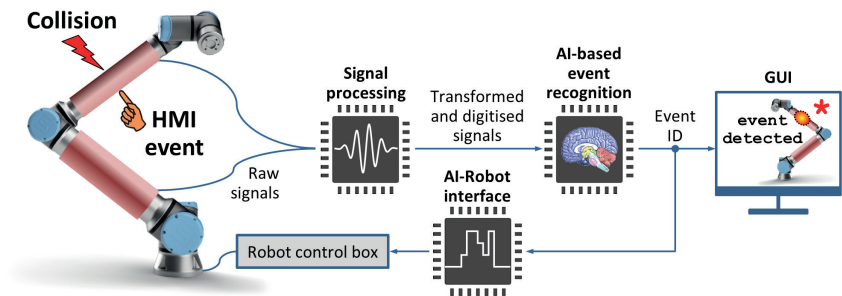 Collision
HMI
event
Raw
signals
Signal
processing
Transformed
and digitised
signals
AI-based
event
recognition
Event
ID
GUI
event
detected
AI-Robot
interface
Robot control box